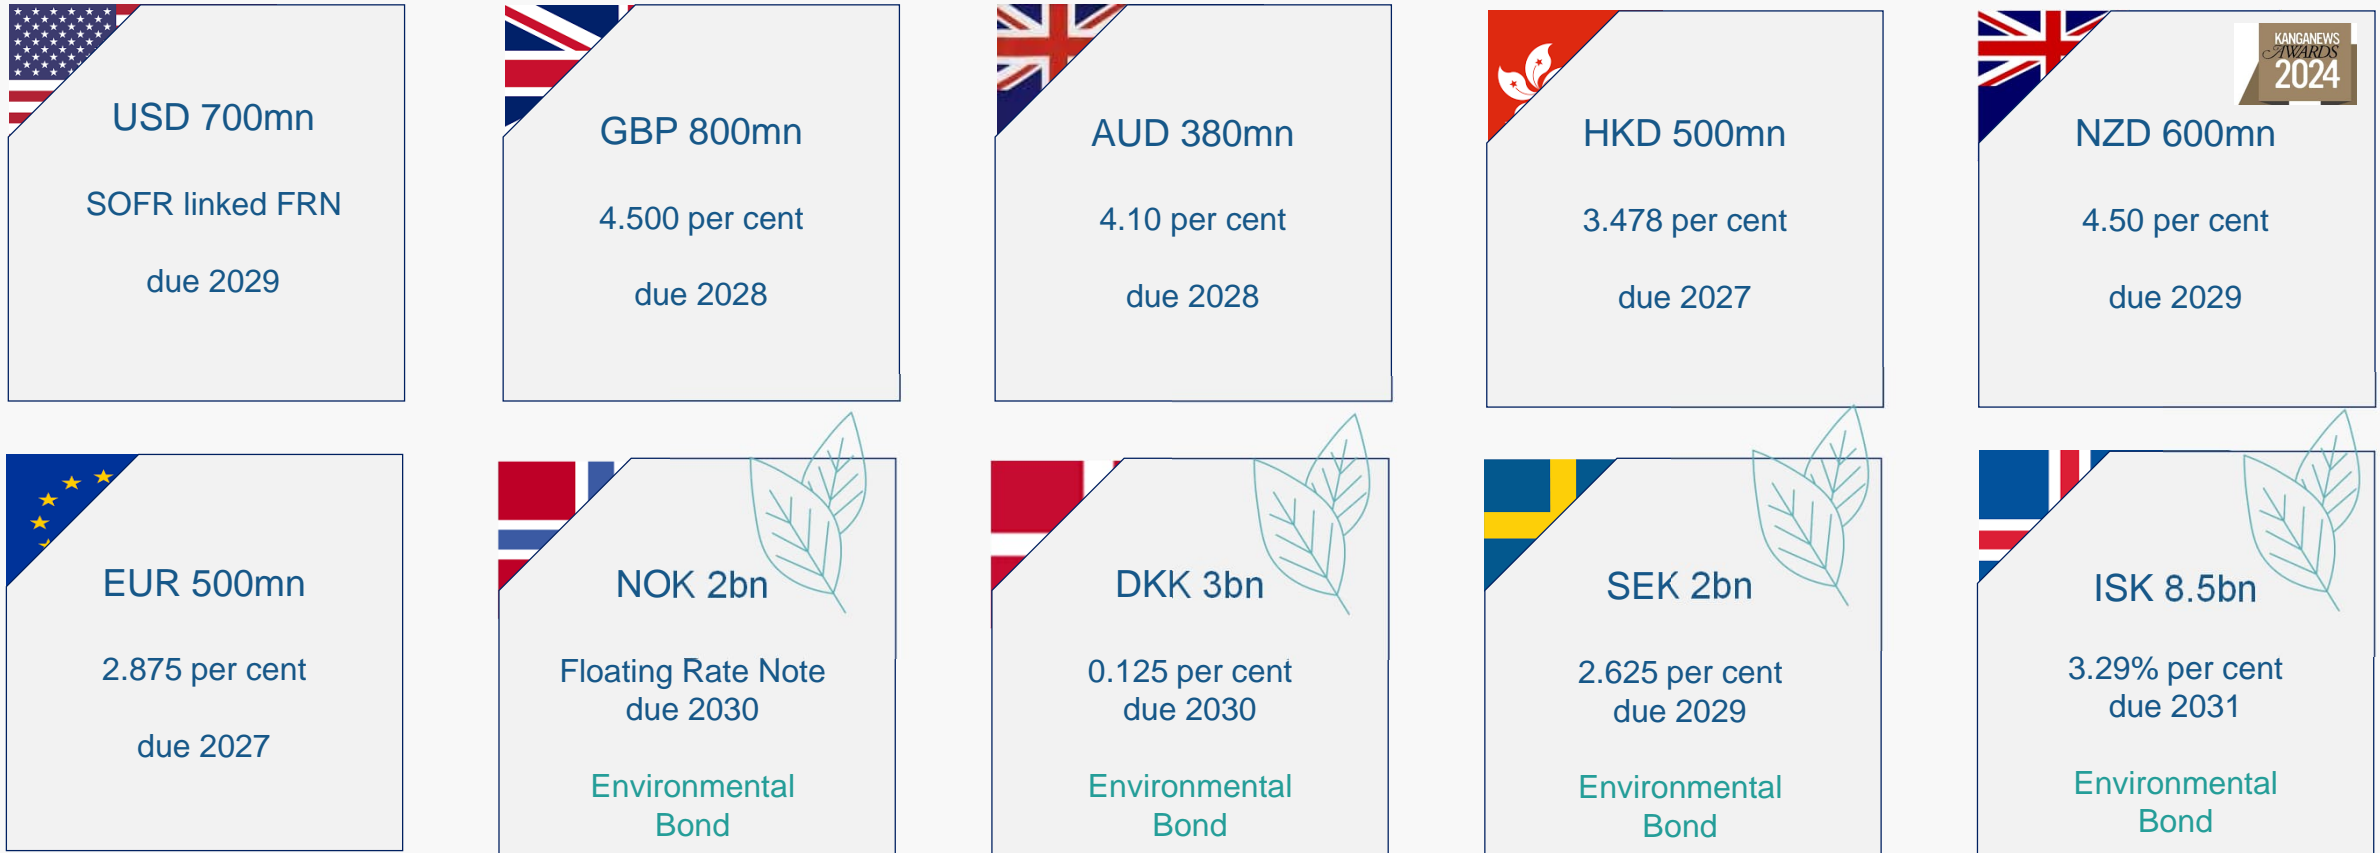 USD 700mn
SOFR linked FRN
due 2029
GBP 800mn
4.500 per cent
due 2028
AUD 380mn
4.10 per cent
due 2028
HKD 500mn
3.478 per cent
due 2027
KANGANEWS
AWARDS
2024
NZD 600mn
4.50 per cent
due 2029
EUR 500mn
2.875 per cent
due 2027
NOK 2bn
Floating Rate Note
due 2030
Environmental
Bond
DKK 3bn
0.125 per cent
due 2030
Environmental
Bond
SEK 2bn
2.625 per cent
due 2029
Environmental
Bond
ISK 8.5bn
3.29% per cent
due 2031
Environmental
Bond